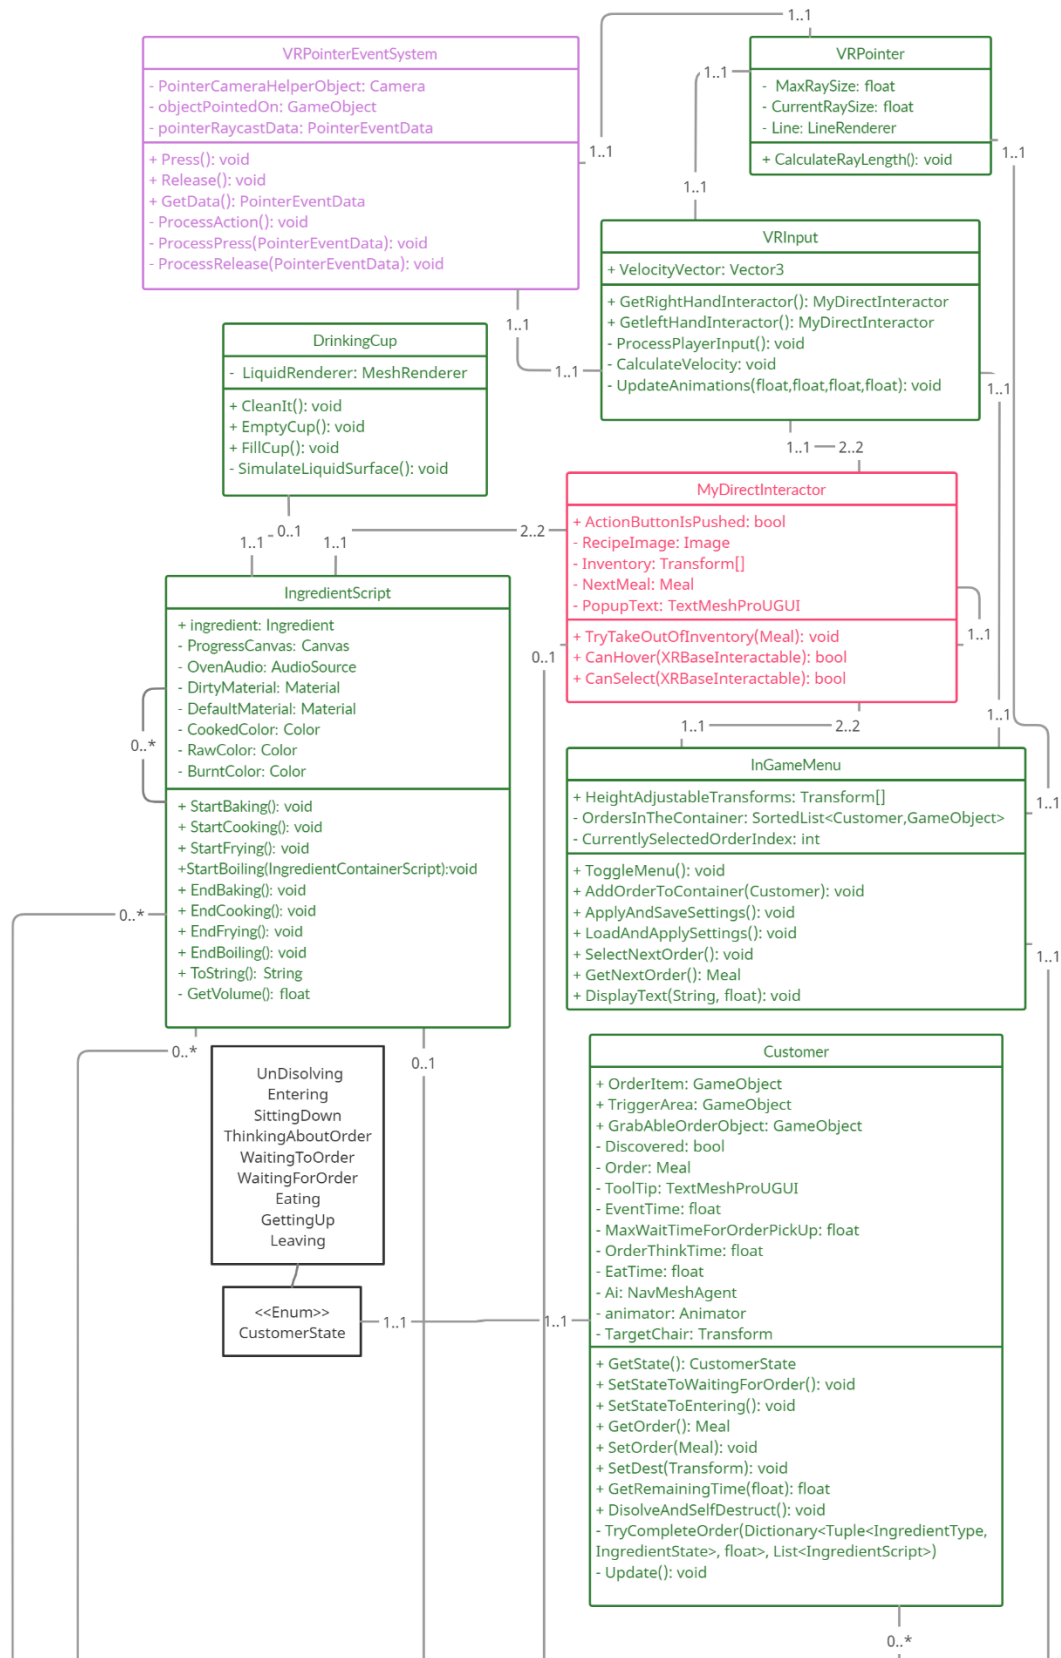 1..1
VRPointerEventSystem
- PointerCameraHelperObject: Camera
- objectPointedOn: GameObject
- pointerRaycastData: PointerEventData
+ Press(): void
+ Release(): void
+ GetData(): PointerEventData
- ProcessAction(): void
- ProcessPress(PointerEventData): void
- ProcessRelease(PointerEventData): void
1..1
1..1
VRPointer
- MaxRaySize: float
- CurrentRaySize: float
- Line: LineRenderer
+ CalculateRayLength(): void
1..1
1..1
VRInput
+ VelocityVector: Vector3
+ GetRightHandInteractor(): MyDirectInteractor
+ GetleftHandInteractor(): MyDirectInteractor
- ProcessPlayerInput(): void
- CalculateVelocity: void
- UpdateAnimations(float,float,float,float): void
1..1
1..1
1..1
1..1
2..2
DrinkingCup
- LiquidRenderer: MeshRenderer
+ CleanIt(): void
+ EmptyCup(): void
+ FillCup(): void
- SimulateLiquidSurface(): void
0..1
1..1
1..1
2..2
MyDirectInteractor
+ ActionButtonIsPushed: bool
- RecipeImage: Image
- Inventory: Transform[]
- NextMeal: Meal
- PopupText: TextMeshProUGUI
+ TryTakeOutOfInventory(Meal): void
+ CanHover(XRBaseInteractable): bool
+ CanSelect(XRBaseInteractable): bool
1..1
0..1
1..1
2..2
1..1
IngredientScript
+ ingredient: Ingredient
- ProgressCanvas: Canvas
- OvenAudio: AudioSource
- DirtyMaterial: Material
- DefaultMaterial: Material
- CookedColor: Color
- RawColor: Color
- BurntColor: Color
+ StartBaking(): void
+ StartCooking(): void
+ StartFrying(): void
+StartBoiling(IngredientContainerScript):void
+ EndBaking(): void
+ EndCooking(): void
+ EndFrying(): void
+ EndBoiling(): void
+ ToString(): String
- GetVolume(): float
0..*
0..*
0..*
0..1
InGameMenu
+ HeightAdjustableTransforms: Transform[]
- OrdersInTheContainer: SortedList<Customer,GameObject>
- CurrentlySelectedOrderIndex: int
+ ToggleMenu(): void
+ AddOrderToContainer(Customer): void
+ ApplyAndSaveSettings(): void
+ LoadAndApplySettings(): void
+ SelectNextOrder(): void
+ GetNextOrder(): Meal
+ DisplayText(String, float): void
1..1
1..1
UnDisolving
Entering
SittingDown
ThinkingAboutOrder
WaitingToOrder
WaitingForOrder
Eating
GettingUp
Leaving
<<Enum>>
CustomerState
1..1
1..1
Customer
+ OrderItem: GameObject
+ TriggerArea: GameObject
+ GrabAbleOrderObject: GameObject
- Discovered: bool
- Order: Meal
- ToolTip: TextMeshProUGUI
- EventTime: float
- MaxWaitTimeForOrderPickUp: float
- OrderThinkTime: float
- EatTime: float
- Ai: NavMeshAgent
- animator: Animator
- TargetChair: Transform
+ GetState(): CustomerState
+ SetStateToWaitingForOrder(): void
+ SetStateToEntering(): void
+ GetOrder(): Meal
+ SetOrder(Meal): void
+ SetDest(Transform): void
+ GetRemainingTime(float): float
+ DisolveAndSelfDestruct(): void
- TryCompleteOrder(Dictionary<Tuple<IngredientType,
IngredientState>, float>, List<IngredientScript>)
- Update(): void
0..*